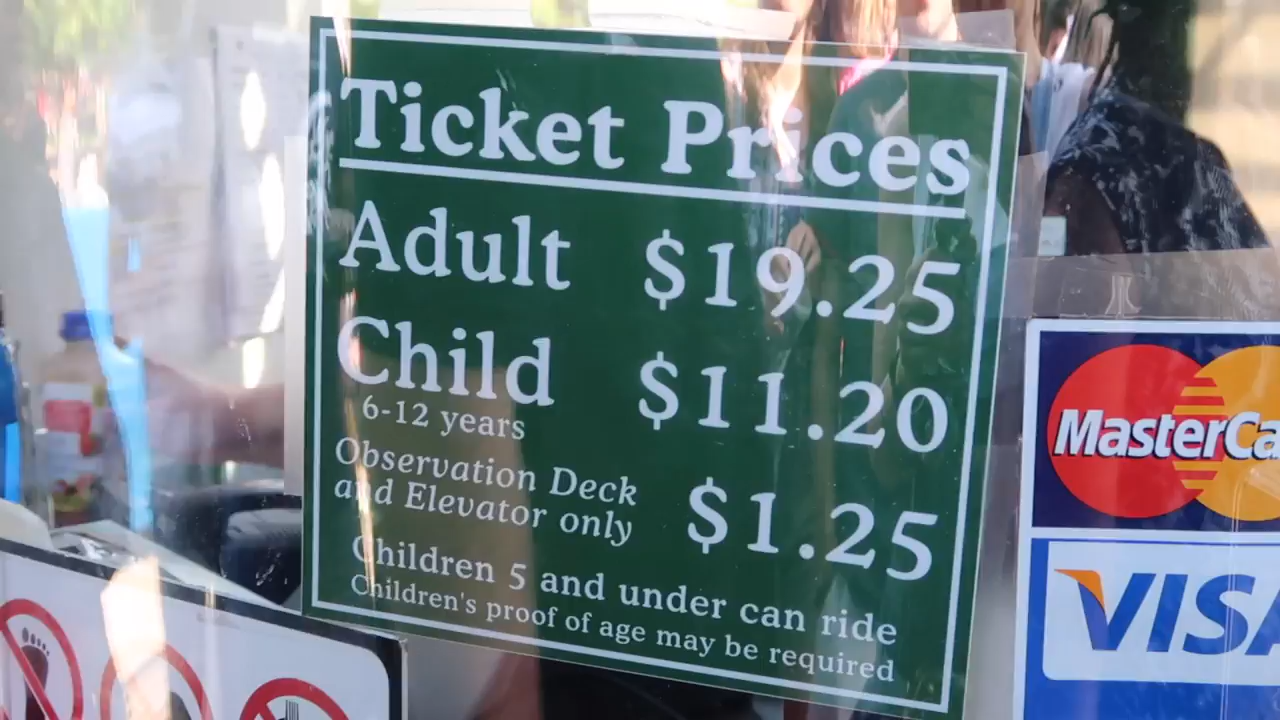 Ticket Prices
Adult $19.25
Child $11.20
6-12 years
Observation Deck
and Elevator only $1.25
Children 5 and under can ride
Children's proof of age may be required
MasterCa
VISA